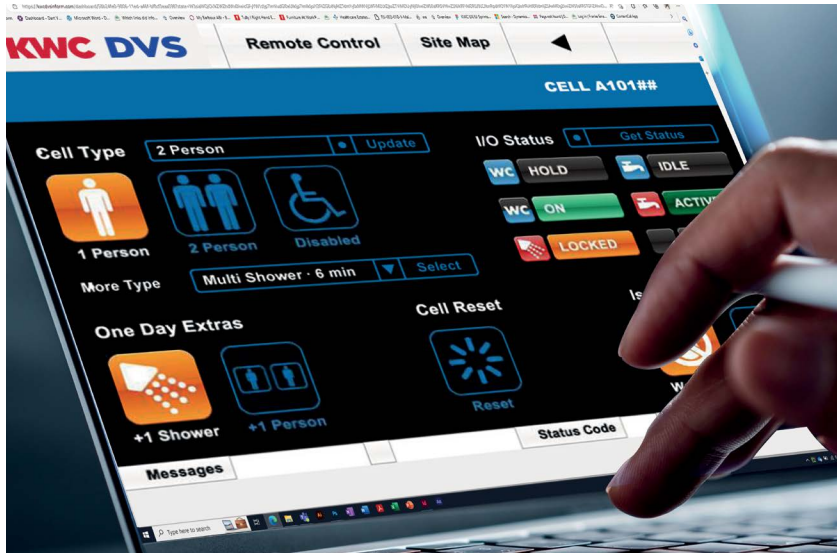 KWC DVS
Remote Control
Site Map
CELL A101##
Cell Type
2 Person
Update
I/O Status
Get Status
WC HOLD
IDLE
WC ON
LOCKED
1 Person
2 Person
Disabled
More Type
Multi Shower · 6 min
Select
One Day Extras
Cell Reset
+1 Shower
+1 Person
Reset
Messages
Status Code
Type here to search